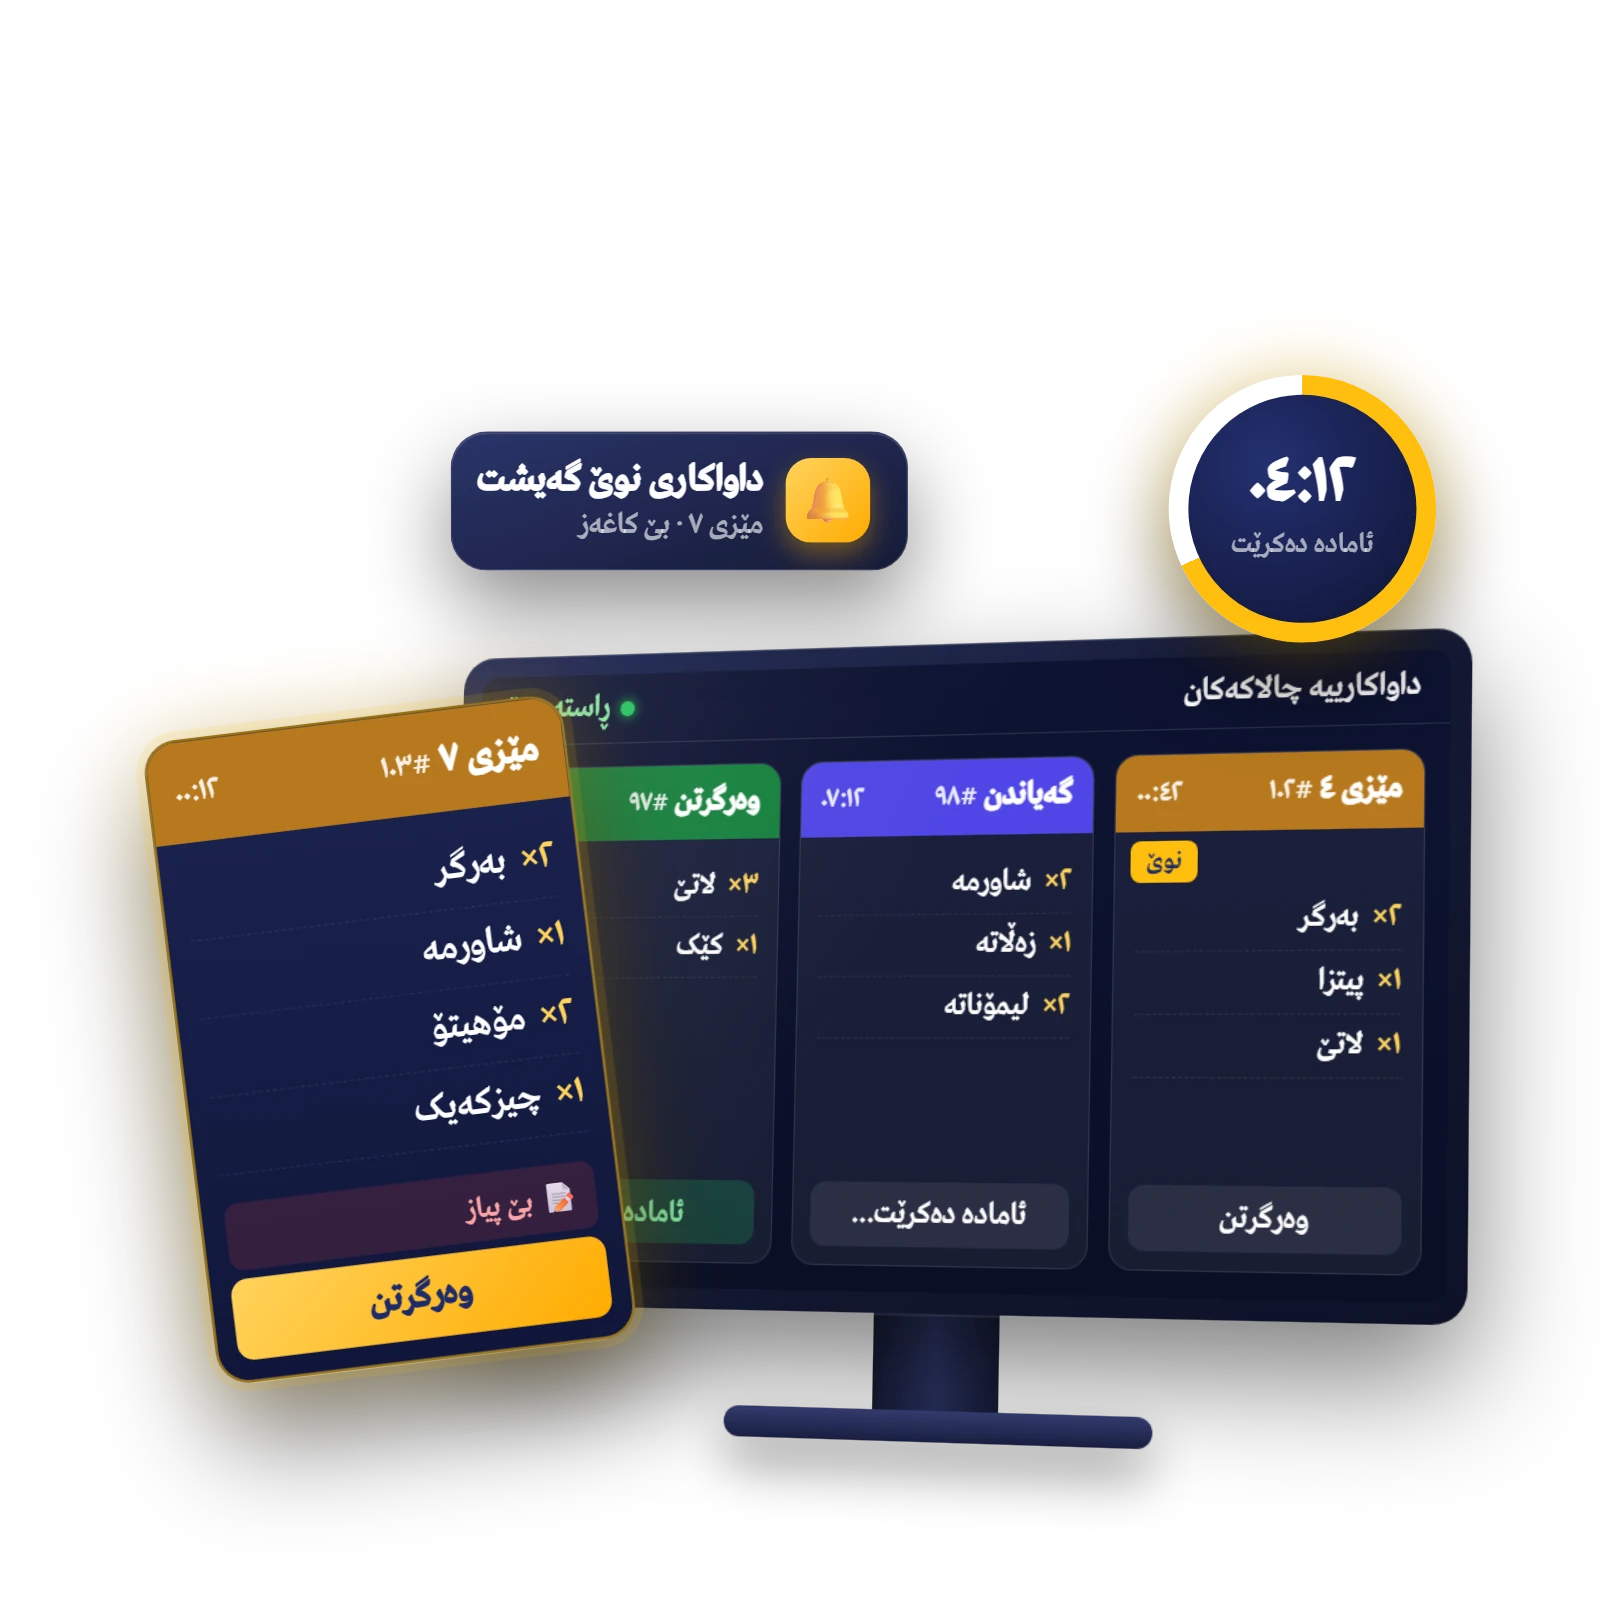 ٠٤:١٢
ئامادە دەکرێت
داواکاری نوێ گەیشت
مێزی ٧ · بێ کاغەز
داواکارییە چالاکەکان
مێزی ٤ #١٠٢
٠٠:٤٢
نوێ
٢× بەرگر
١× پیتزا
١× لاتێ
وەرگرتن
گەیاندن #٩٨
٠٧:١٢
٢× شاورمە
١× زەڵاتە
٢× لیمۆناتە
ئامادە دەکرێت...
وەرگرتن #٩٧
٣× لاتێ
١× کێک
ئامادە
مێزی ٧ #١٠٣
٠٠:١٢
٢× بەرگر
١× شاورمە
٢× مۆهیتۆ
١× چیزکەیک
بێ پیاز
وەرگرتن